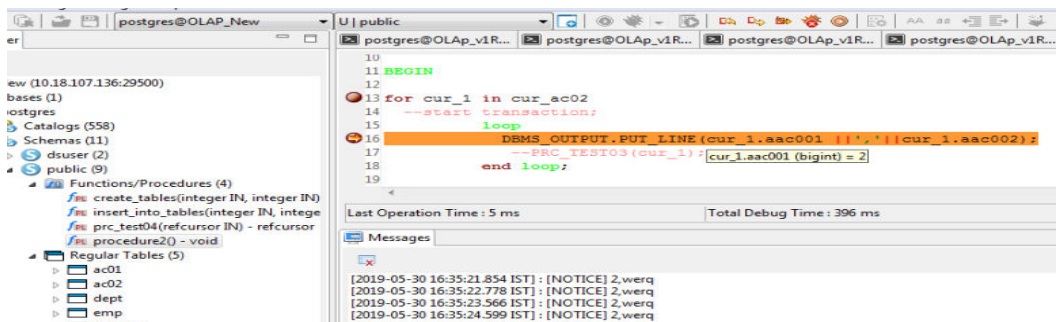 postgres@OLAP_New
U | public
er
postgres@OLAp_v1R...
postgres@OLAp_v1R...
postgres@OLAp_v1R...
postgres@OLAp_v1R...
ew (10.18.107.136:29500)
bases (1)
ostgres
Catalogs (558)
Schemas (11)
dsuser (2)
public (9)
Functions/Procedures (4)
create_tables(integer IN, integer IN)
insert_into_tables(integer IN, intege
prc_test04(refcursor IN) - refcursor
procedure2() - void
Regular Tables (5)
ac01
ac02
dept
emp
10
11 BEGIN
12
13 for cur_1 in cur_ac02
14 --start transaction;
15 loop
16 DBMS_OUTPUT.PUT_LINE(cur_1.aac001 ||','||cur_1.aac002);
17 --PRC_TEST03(cur_1);
cur_1.aac001 (bigint) = 2
18 end loop;
19
Last Operation Time : 5 ms
Total Debug Time : 396 ms
Messages
[2019-05-30 16:35:21.854 IST] : [NOTICE] 2,werq
[2019-05-30 16:35:22.778 IST] : [NOTICE] 2,werq
[2019-05-30 16:35:23.566 IST] : [NOTICE] 2,werq
[2019-05-30 16:35:24.599 IST] : [NOTICE] 2,werq